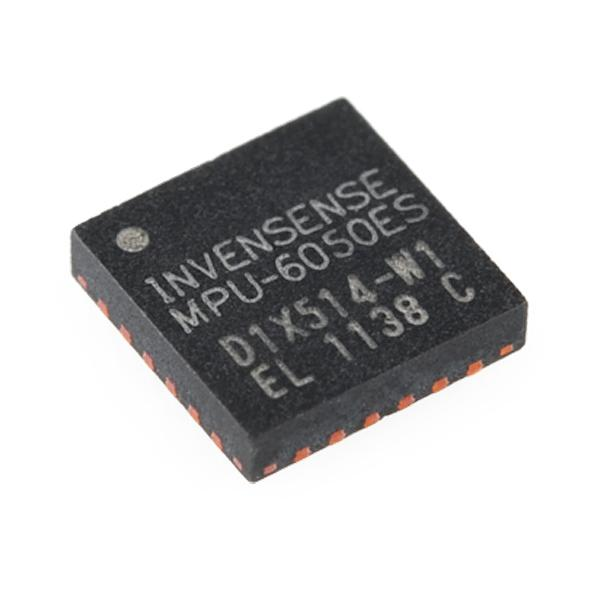 INVENSENSE
MPU-6050ES
D1X514-W1
EL 1138 C